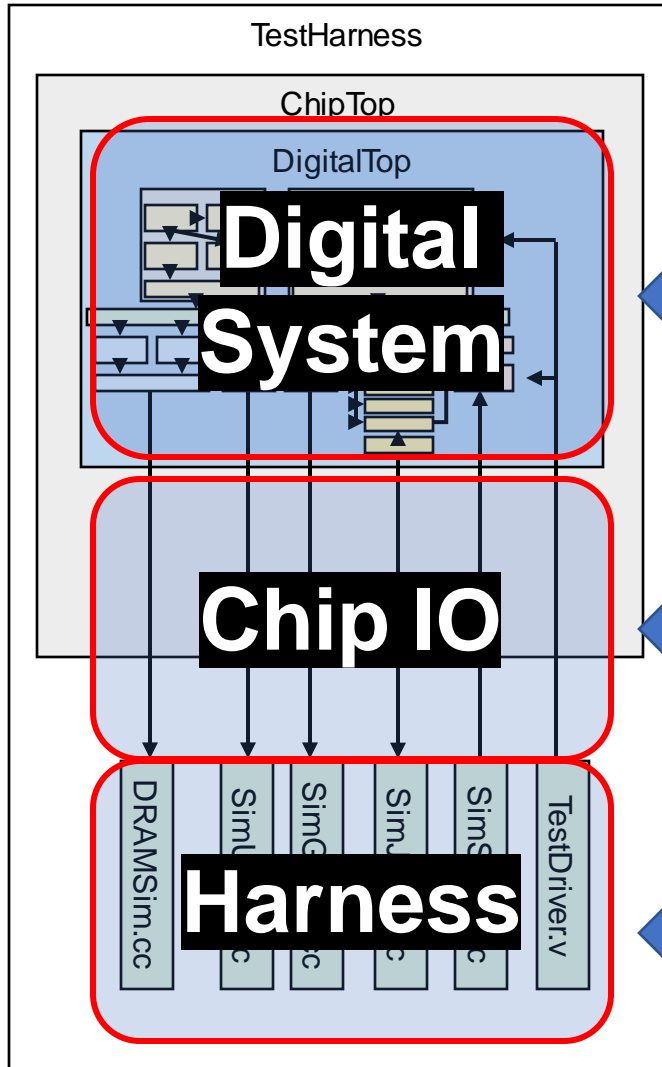 TestHarness
ChipTop
DigitalTop
Digital
System
Chip IO
DRAMSim.cc
TestDriver.v
Harness